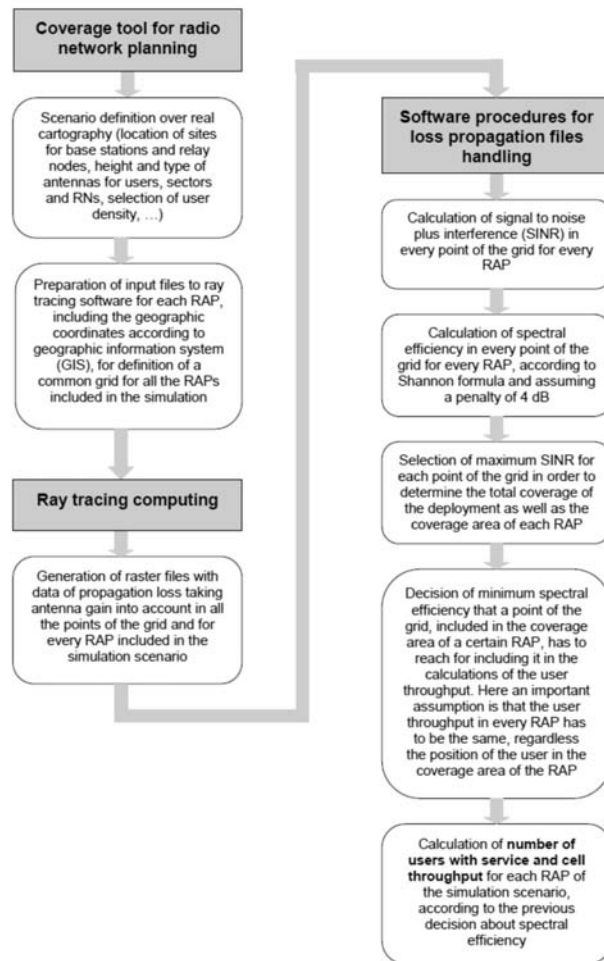 Coverage tool for radio
network planning
Scenario definition over real
cartography (location of sites
for base stations and relay
nodes, height and type of
antennas for users, sectors
and RNs, selection of user
density, ...)
Preparation of input files to ray
tracing software for each RAP,
including the geographic
coordinates according to
geographic information system
(GIS), for definition of a
common grid for all the RAPs
included in the simulation
Ray tracing computing
Generation of raster files with
data of propagation loss taking
antenna gain into account in all
the points of the grid and for
every RAP included in the
simulation scenario
Software procedures for
loss propagation files
handling
Calculation of signal to noise
plus interference (SINR) in
every point of the grid for every
RAP
Calculation of spectral
efficiency in every point of the
grid for every RAP, according to
Shannon formula and assuming
a penalty of 4 dB
Selection of maximum SINR for
each point of the grid in order to
determine the total coverage of
the deployment as well as the
coverage area of each RAP
Decision of minimum spectral
efficiency that a point of the
grid, included in the coverage
area of a certain RAP, has to
reach for including it in the
calculations of the user
throughput. Here an important
assumption is that the user
throughput in every RAP has
to be the same, regardless
the position of the user in the
coverage area of the RAP
Calculation of number of
users with service and cell
throughput for each RAP of
the simulation scenario,
according to the previous
decision about spectral
efficiency